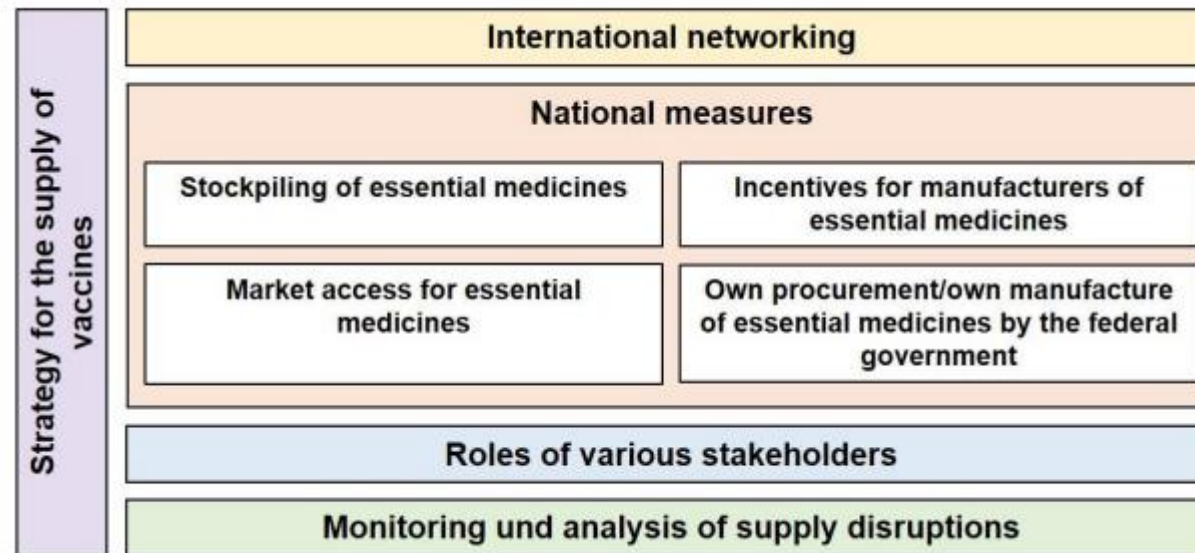 Strategy for the supply of
vaccines
International networking
National measures
Stockpiling of essential medicines
Incentives for manufacturers of
essential medicines
Market access for essential
medicines
Own procurement/own manufacture
of essential medicines by the federal
government
Roles of various stakeholders
Monitoring und analysis of supply disruptions